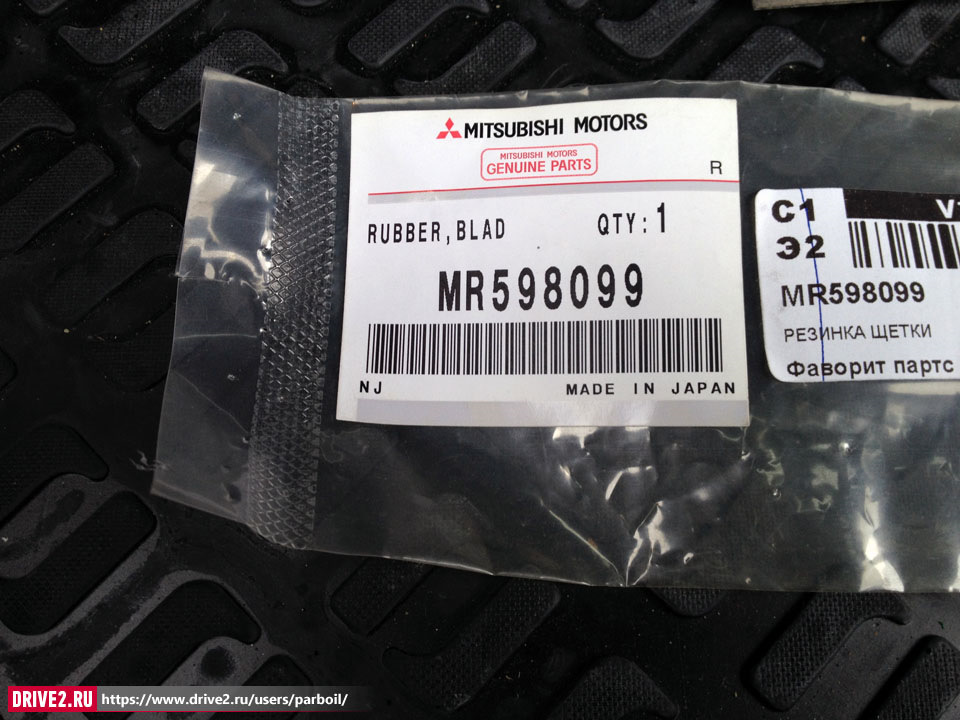 MITSUBISHI MOTORS
MITSUBISHI MOTORS
GENUINE PARTS
R
RUBBER,BLAD QTY:1
MR598099
NJ MADE IN JAPAN
C1
Э2
MR598099
РЕЗИНКА ЩЕТКИ
Фаворит партс
DRIVE2.RU https://www.drive2.ru/users/parboil/